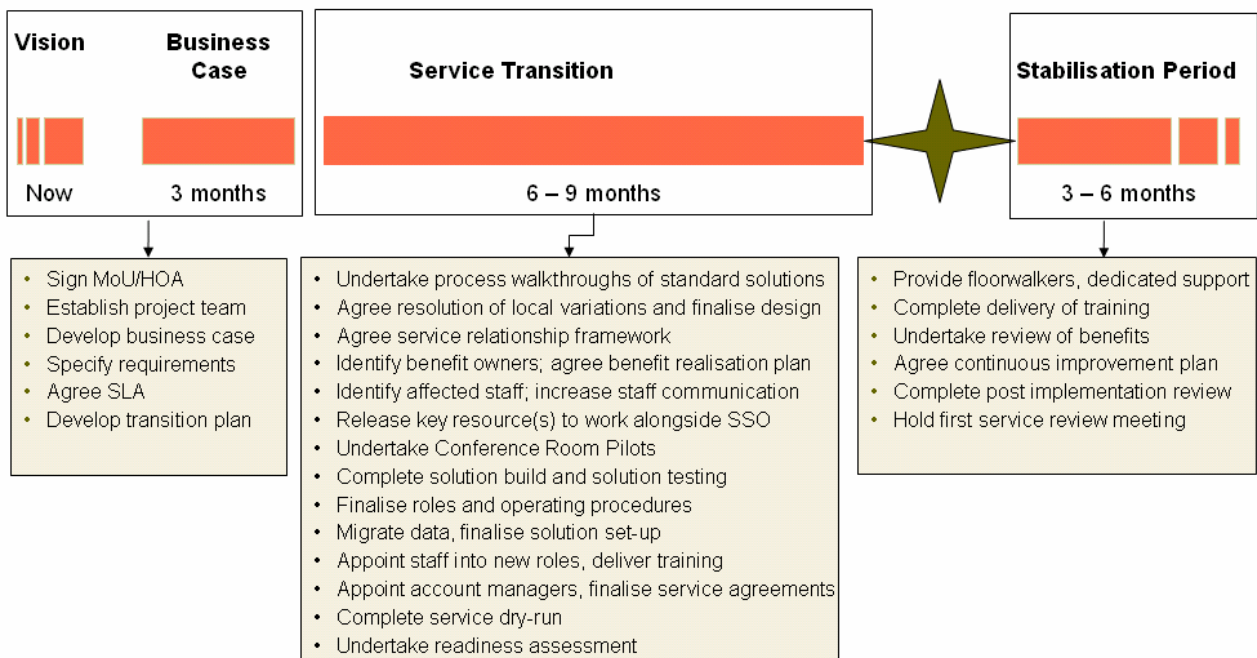 Vision
Business
Case
Service Transition
Stabilisation Period
Now
3 months
6 – 9 months
3 – 6 months
• Sign MoU/HOA
• Establish project team
• Develop business case
• Specify requirements
• Agree SLA
• Develop transition plan
• Undertake process walkthroughs of standard solutions
• Agree resolution of local variations and finalise design
• Agree service relationship framework
• Identify benefit owners; agree benefit realisation plan
• Identify affected staff; increase staff communication
• Release key resource(s) to work alongside SSO
• Undertake Conference Room Pilots
• Complete solution build and solution testing
• Finalise roles and operating procedures
• Migrate data, finalise solution set-up
• Appoint staff into new roles, deliver training
• Appoint account managers, finalise service agreements
• Complete service dry-run
• Undertake readiness assessment
• Provide floorwalkers, dedicated support
• Complete delivery of training
• Undertake review of benefits
• Agree continuous improvement plan
• Complete post implementation review
• Hold first service review meeting